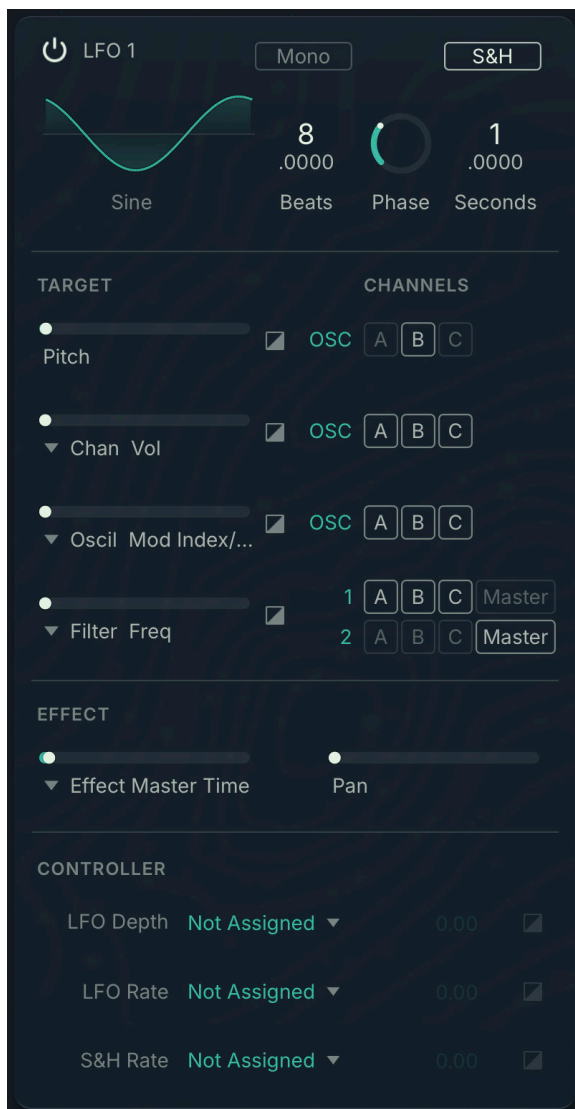 LFO 1 Mono S&H
8 1
.0000 .0000
Sine Beats Phase Seconds
TARGET CHANNELS
OSC A B C
Pitch
OSC A B C
Chan Vol
OSC A B C
Oscil Mod Index/...
1 A B C Master
Filter Freq
2 A B C Master
EFFECT
Effect Master Time Pan
CONTROLLER
LFO Depth Not Assigned 0.00
LFO Rate Not Assigned 0.00
S&H Rate Not Assigned 0.00